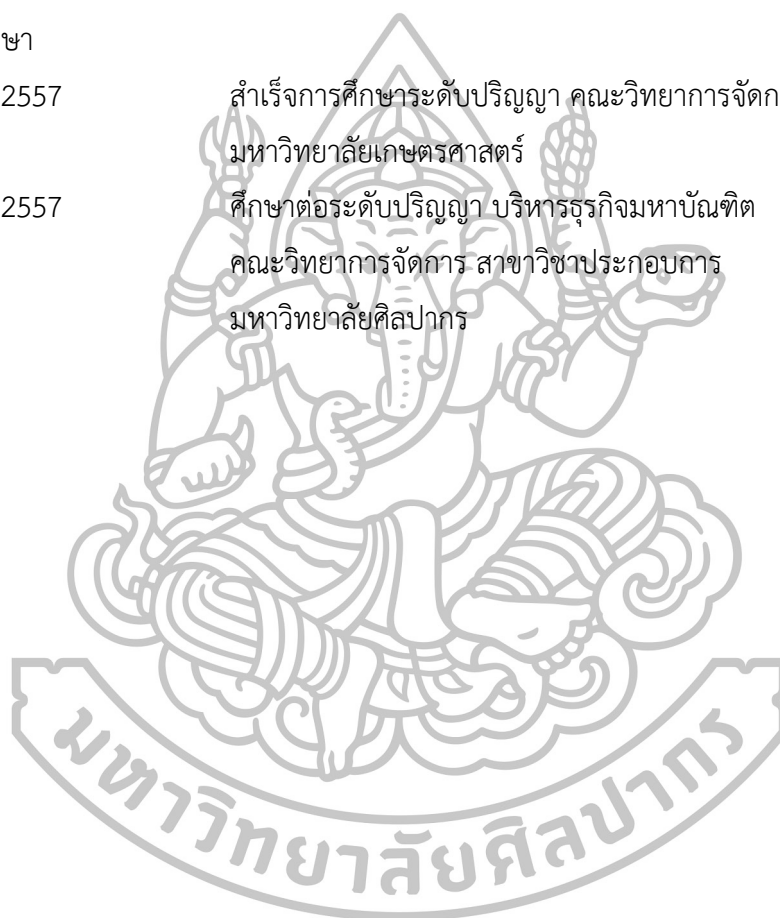 ษา
2557 สำเร็จการศึกษาระดับปริญญา คณะวิทยาการจัดก
มหาวิทยาลัยเกษตรศาสตร์
2557 ศึกษาต่อระดับปริญญา บริหารธุรกิจมหาบัณฑิต
คณะวิทยาการจัดการ สาขาวิชาประกอบการ
มหาวิทยาลัยศิลปากร
มหาวิทยาลัยศิลปากร